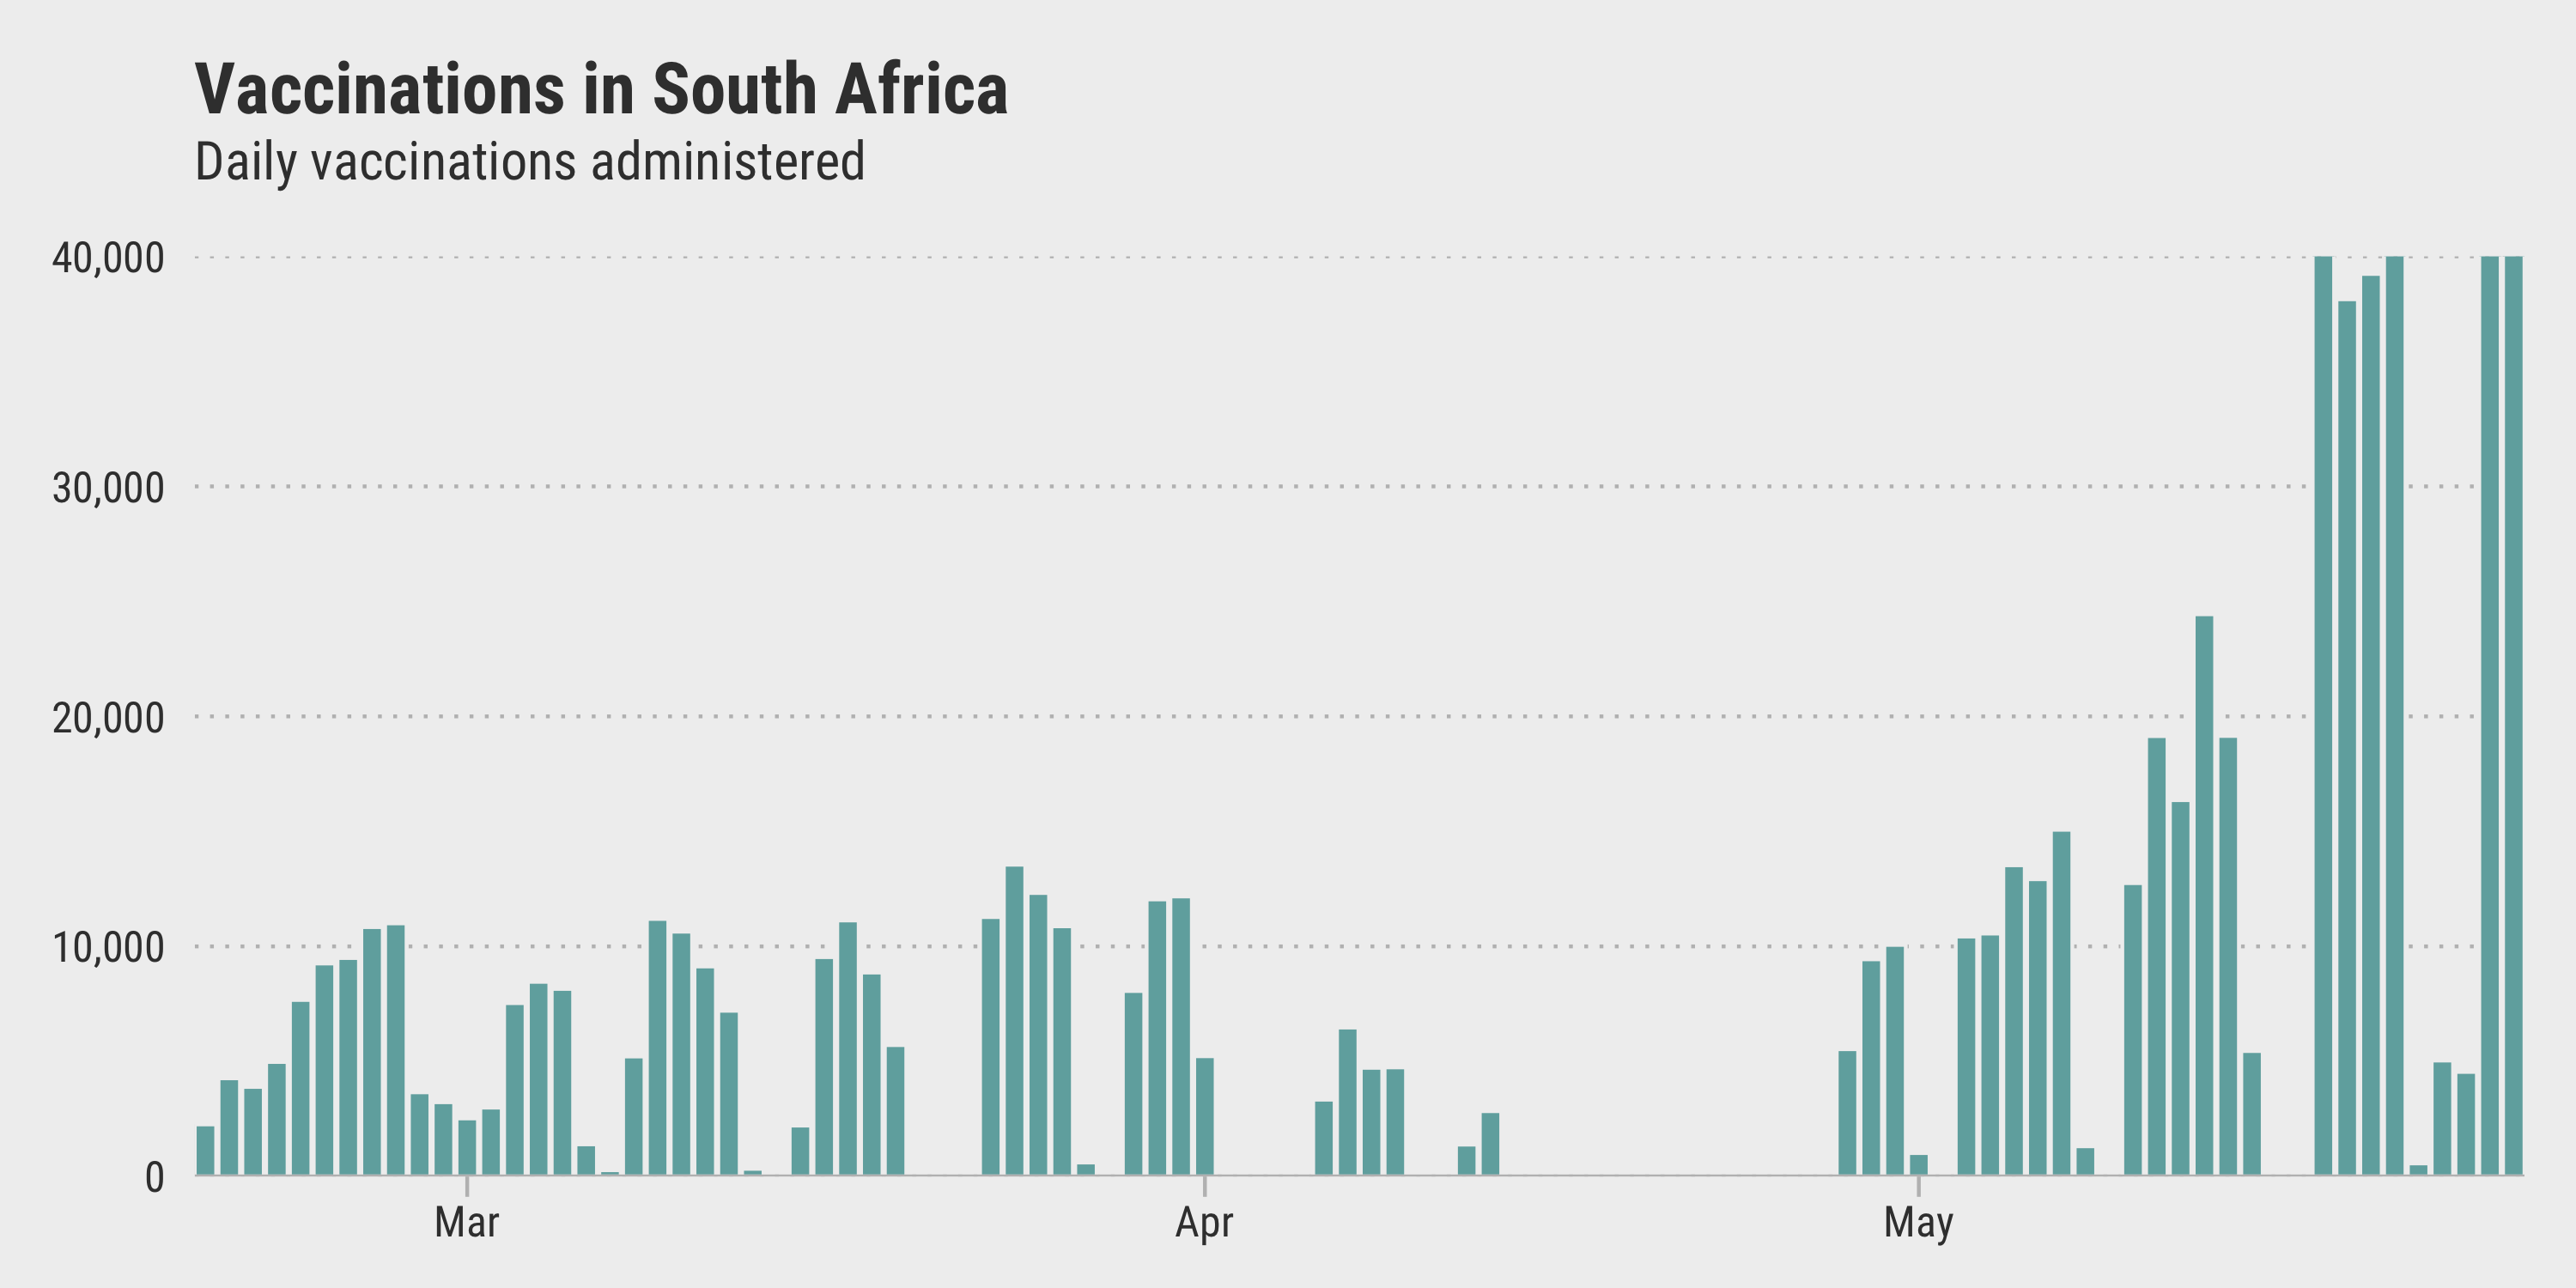 Vaccinations in South Africa
Daily vaccinations administered
40,000
30,000
20,000
10,000
0
Mar Apr May